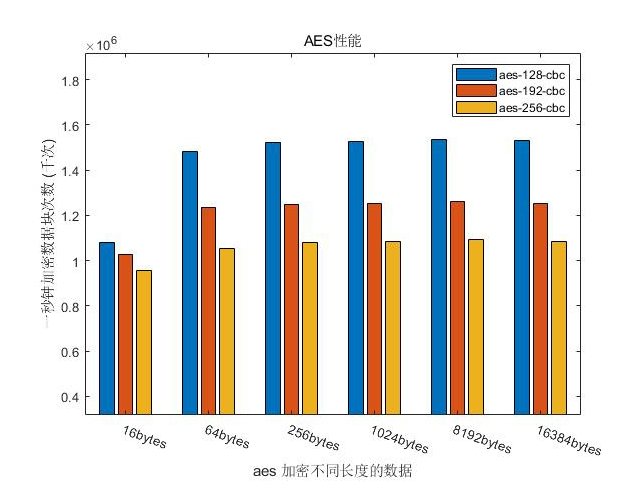 AES性能
×10^6
1.8
1.6
1.4
1.2
1
0.8
0.6
0.4
一秒钟加密数据块次数 (千次)
aes-128-cbc
aes-192-cbc
aes-256-cbc
16bytes
64bytes
256bytes
1024bytes
8192bytes
16384bytes
aes 加密不同长度的数据